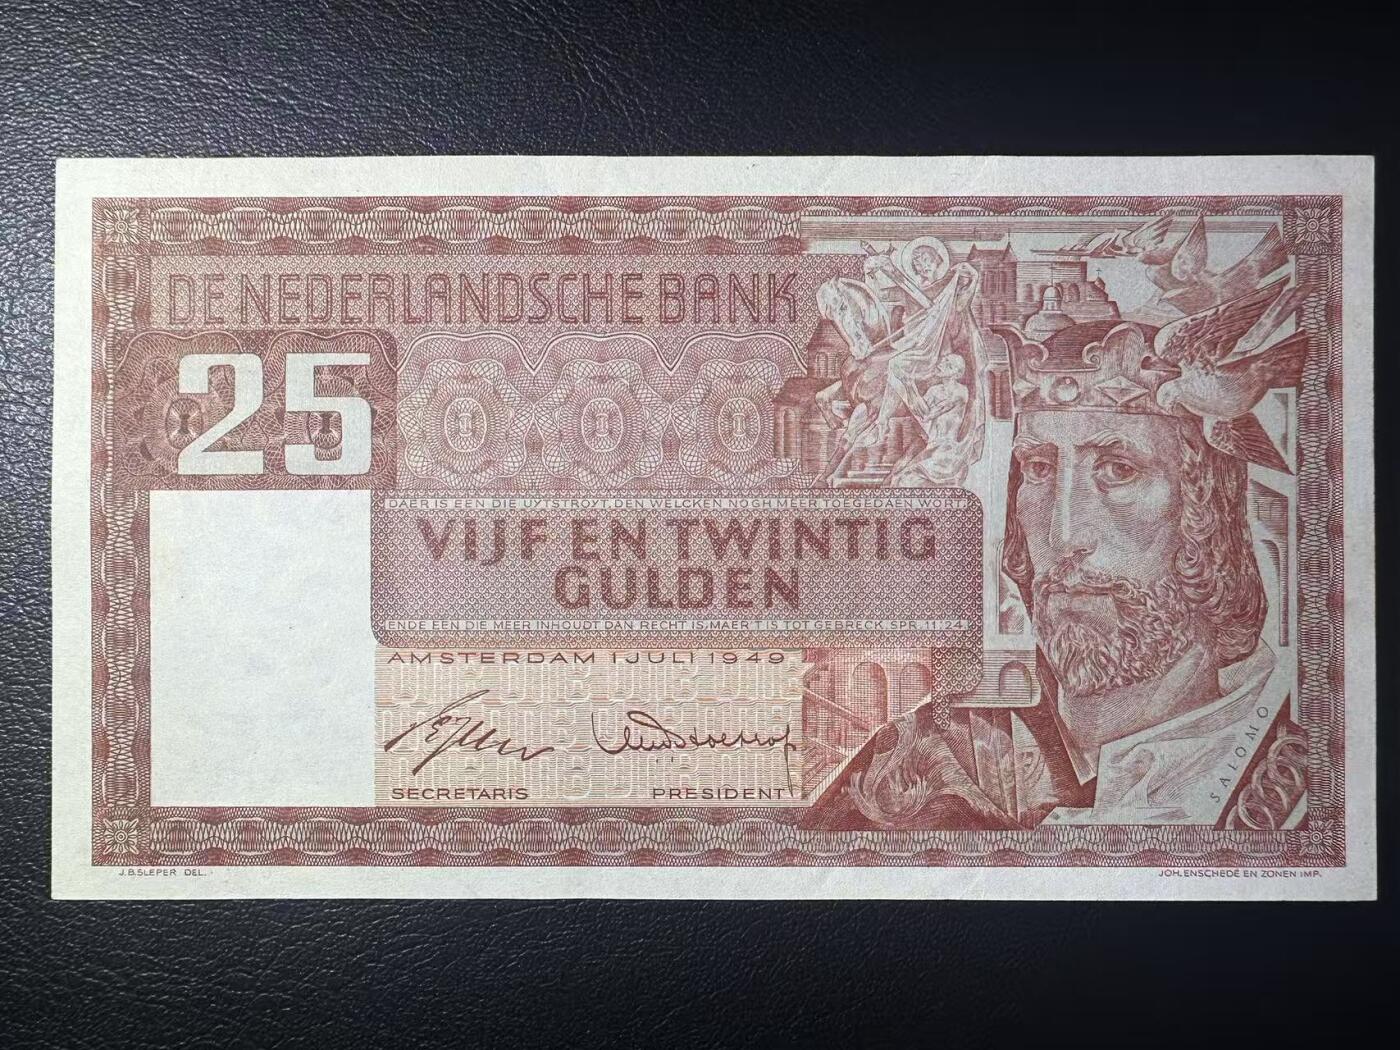 DE NEDERLANDSCHE BANK
25
DAER IS EEN DIE UYTSTROYT, DEN WELCKEN NOGH MEER TOEGEDAEN WORT,
VIJF EN TWINTIG
GULDEN
ENDE EEN DIE MEER INHOUDT DAN RECHT IS, MAER'T IS TOT GEBRECK. SPR. 11:24.
AMSTERDAM 1 JULI 1949
SECRETARIS PRESIDENT
SALOMO
J.B. SLEPER DEL. JOH. ENSCHEDÉ EN ZONEN IMP.